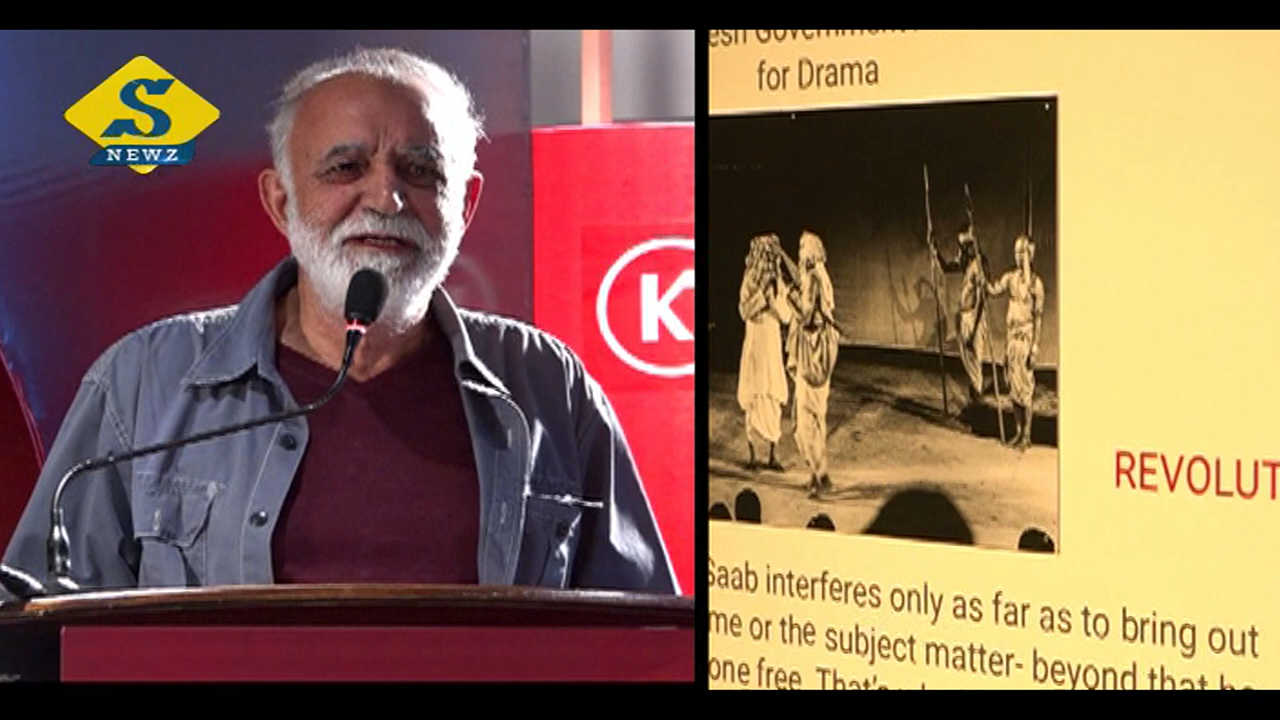 S
NEWZ
K
for Drama
REVOLUT
Saab interferes only as far as to bring out
me or the subject matter- beyond that
one free. That's